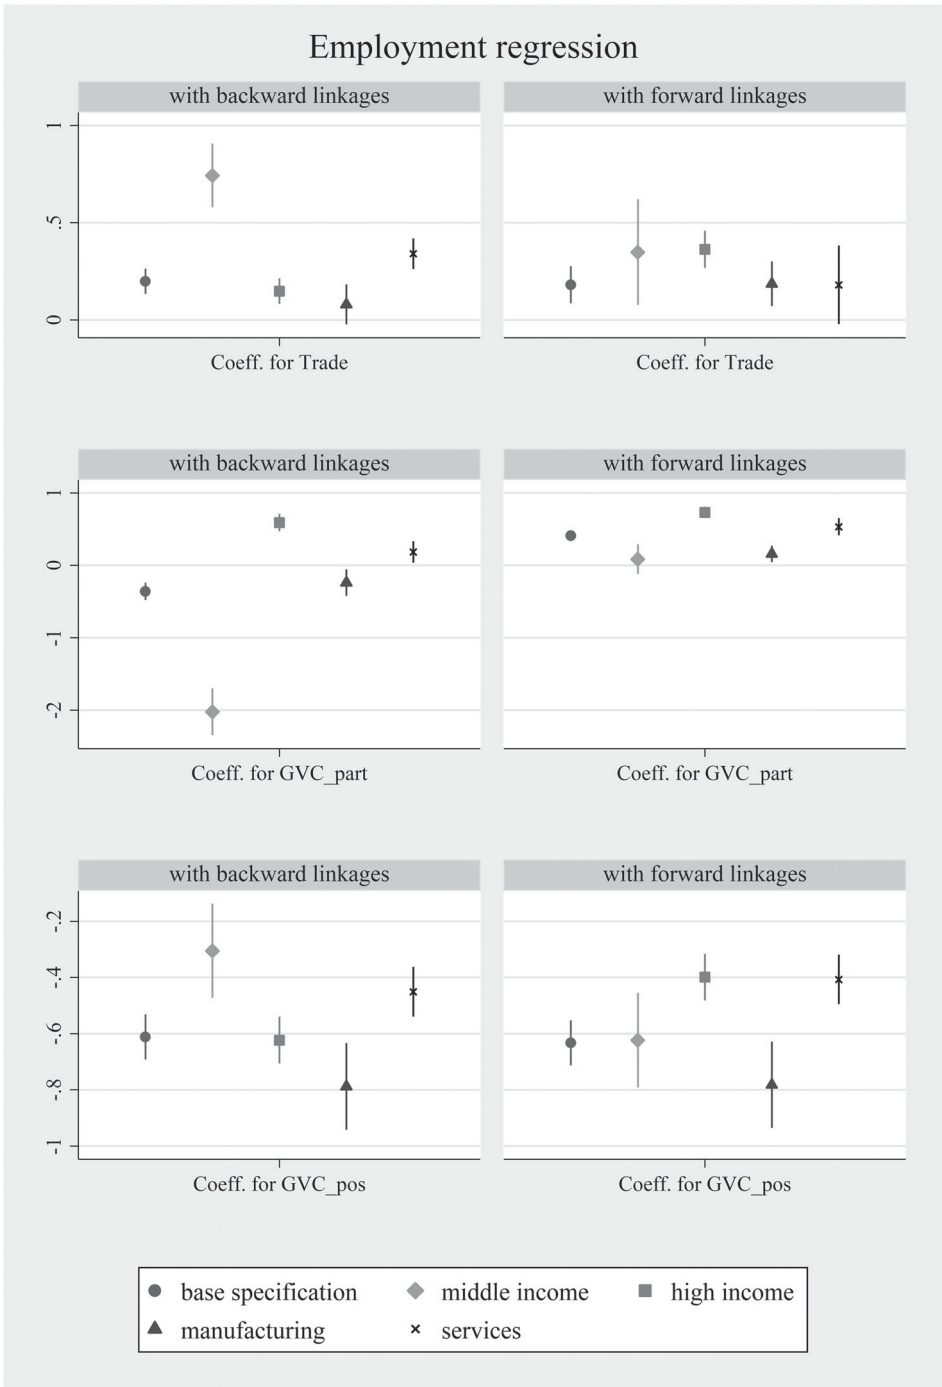 Employment regression
with backward linkages
with forward linkages
1
.5
0
Coeff. for Trade
Coeff. for Trade
with backward linkages
with forward linkages
1
0
-1
-2
Coeff. for GVC_part
Coeff. for GVC_part
with backward linkages
with forward linkages
-.2
-.4
-.6
-.8
-1
Coeff. for GVC_pos
Coeff. for GVC_pos
base specification
middle income
high income
manufacturing
services